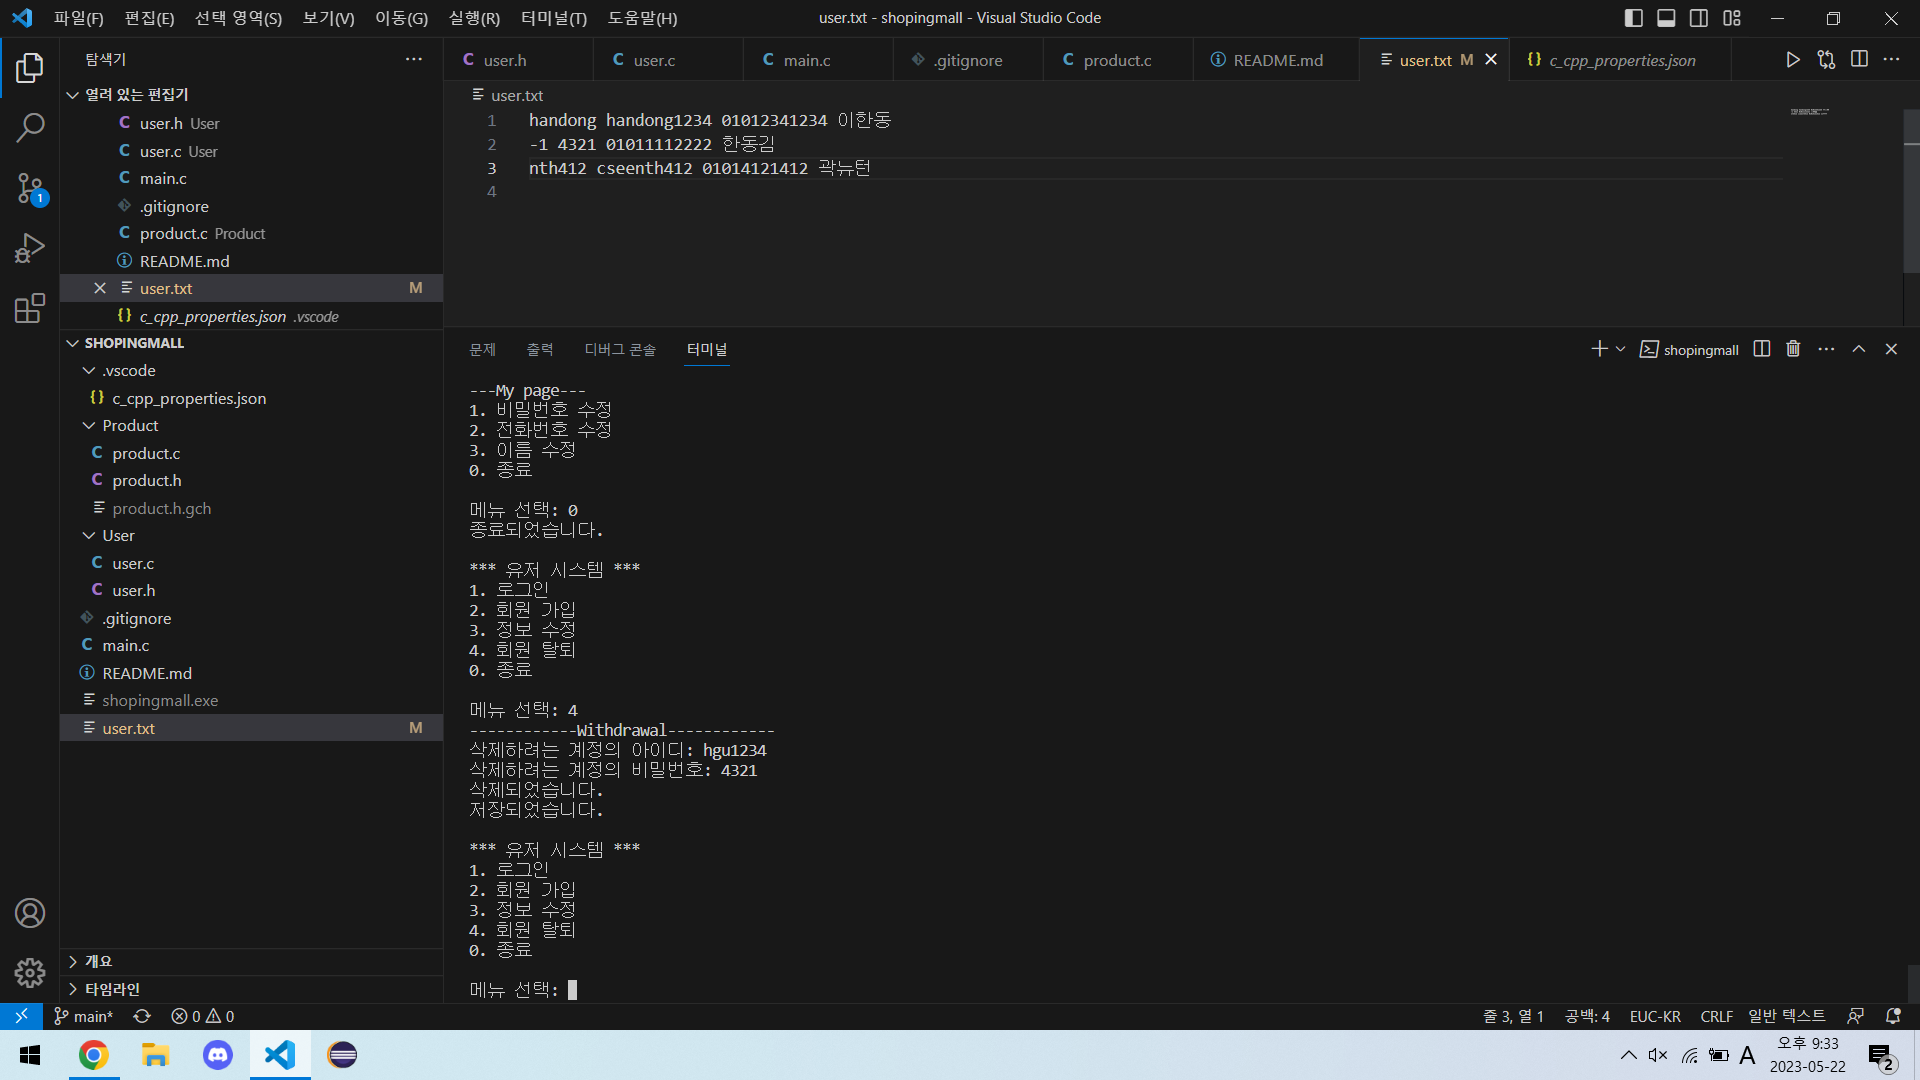 파일(F) 편집(E) 선택 영역(S) 보기(V) 이동(G) 실행(R) 터미널(T) 도움말(H) user.txt - shopingmall - Visual Studio Code
탐색기
user.h user.c main.c .gitignore product.c README.md user.txt M c_cpp_properties.json
열려 있는 편집기
user.h User
user.c User
main.c
.gitignore
product.c Product
README.md
user.txt M
c_cpp_properties.json .vscode
SHOPINGMALL
.vscode
c_cpp_properties.json
Product
product.c
product.h
product.h.gch
User
user.c
user.h
.gitignore
main.c
README.md
shopingmall.exe
user.txt M
개요
타임라인
user.txt
1 handong handong1234 01012341234 이한동
2 -1 4321 01011112222 한동김
3 nth412 cseenth412 01014121412 곽뉴턴
4
문제 출력 디버그 콘솔 터미널 shopingmall
---My page---
1. 비밀번호 수정
2. 전화번호 수정
3. 이름 수정
0. 종료
메뉴 선택: 0
종료되었습니다.
*** 유저 시스템 ***
1. 로그인
2. 회원 가입
3. 정보 수정
4. 회원 탈퇴
0. 종료
메뉴 선택: 4
------------Withdrawal------------
삭제하려는 계정의 아이디: hgu1234
삭제하려는 계정의 비밀번호: 4321
삭제되었습니다.
저장되었습니다.
*** 유저 시스템 ***
1. 로그인
2. 회원 가입
3. 정보 수정
4. 회원 탈퇴
0. 종료
메뉴 선택:
1
main* 0 0 줄 3, 열 1 공백: 4 EUC-KR CRLF 일반 텍스트
A 오후 9:33
2023-05-22 2